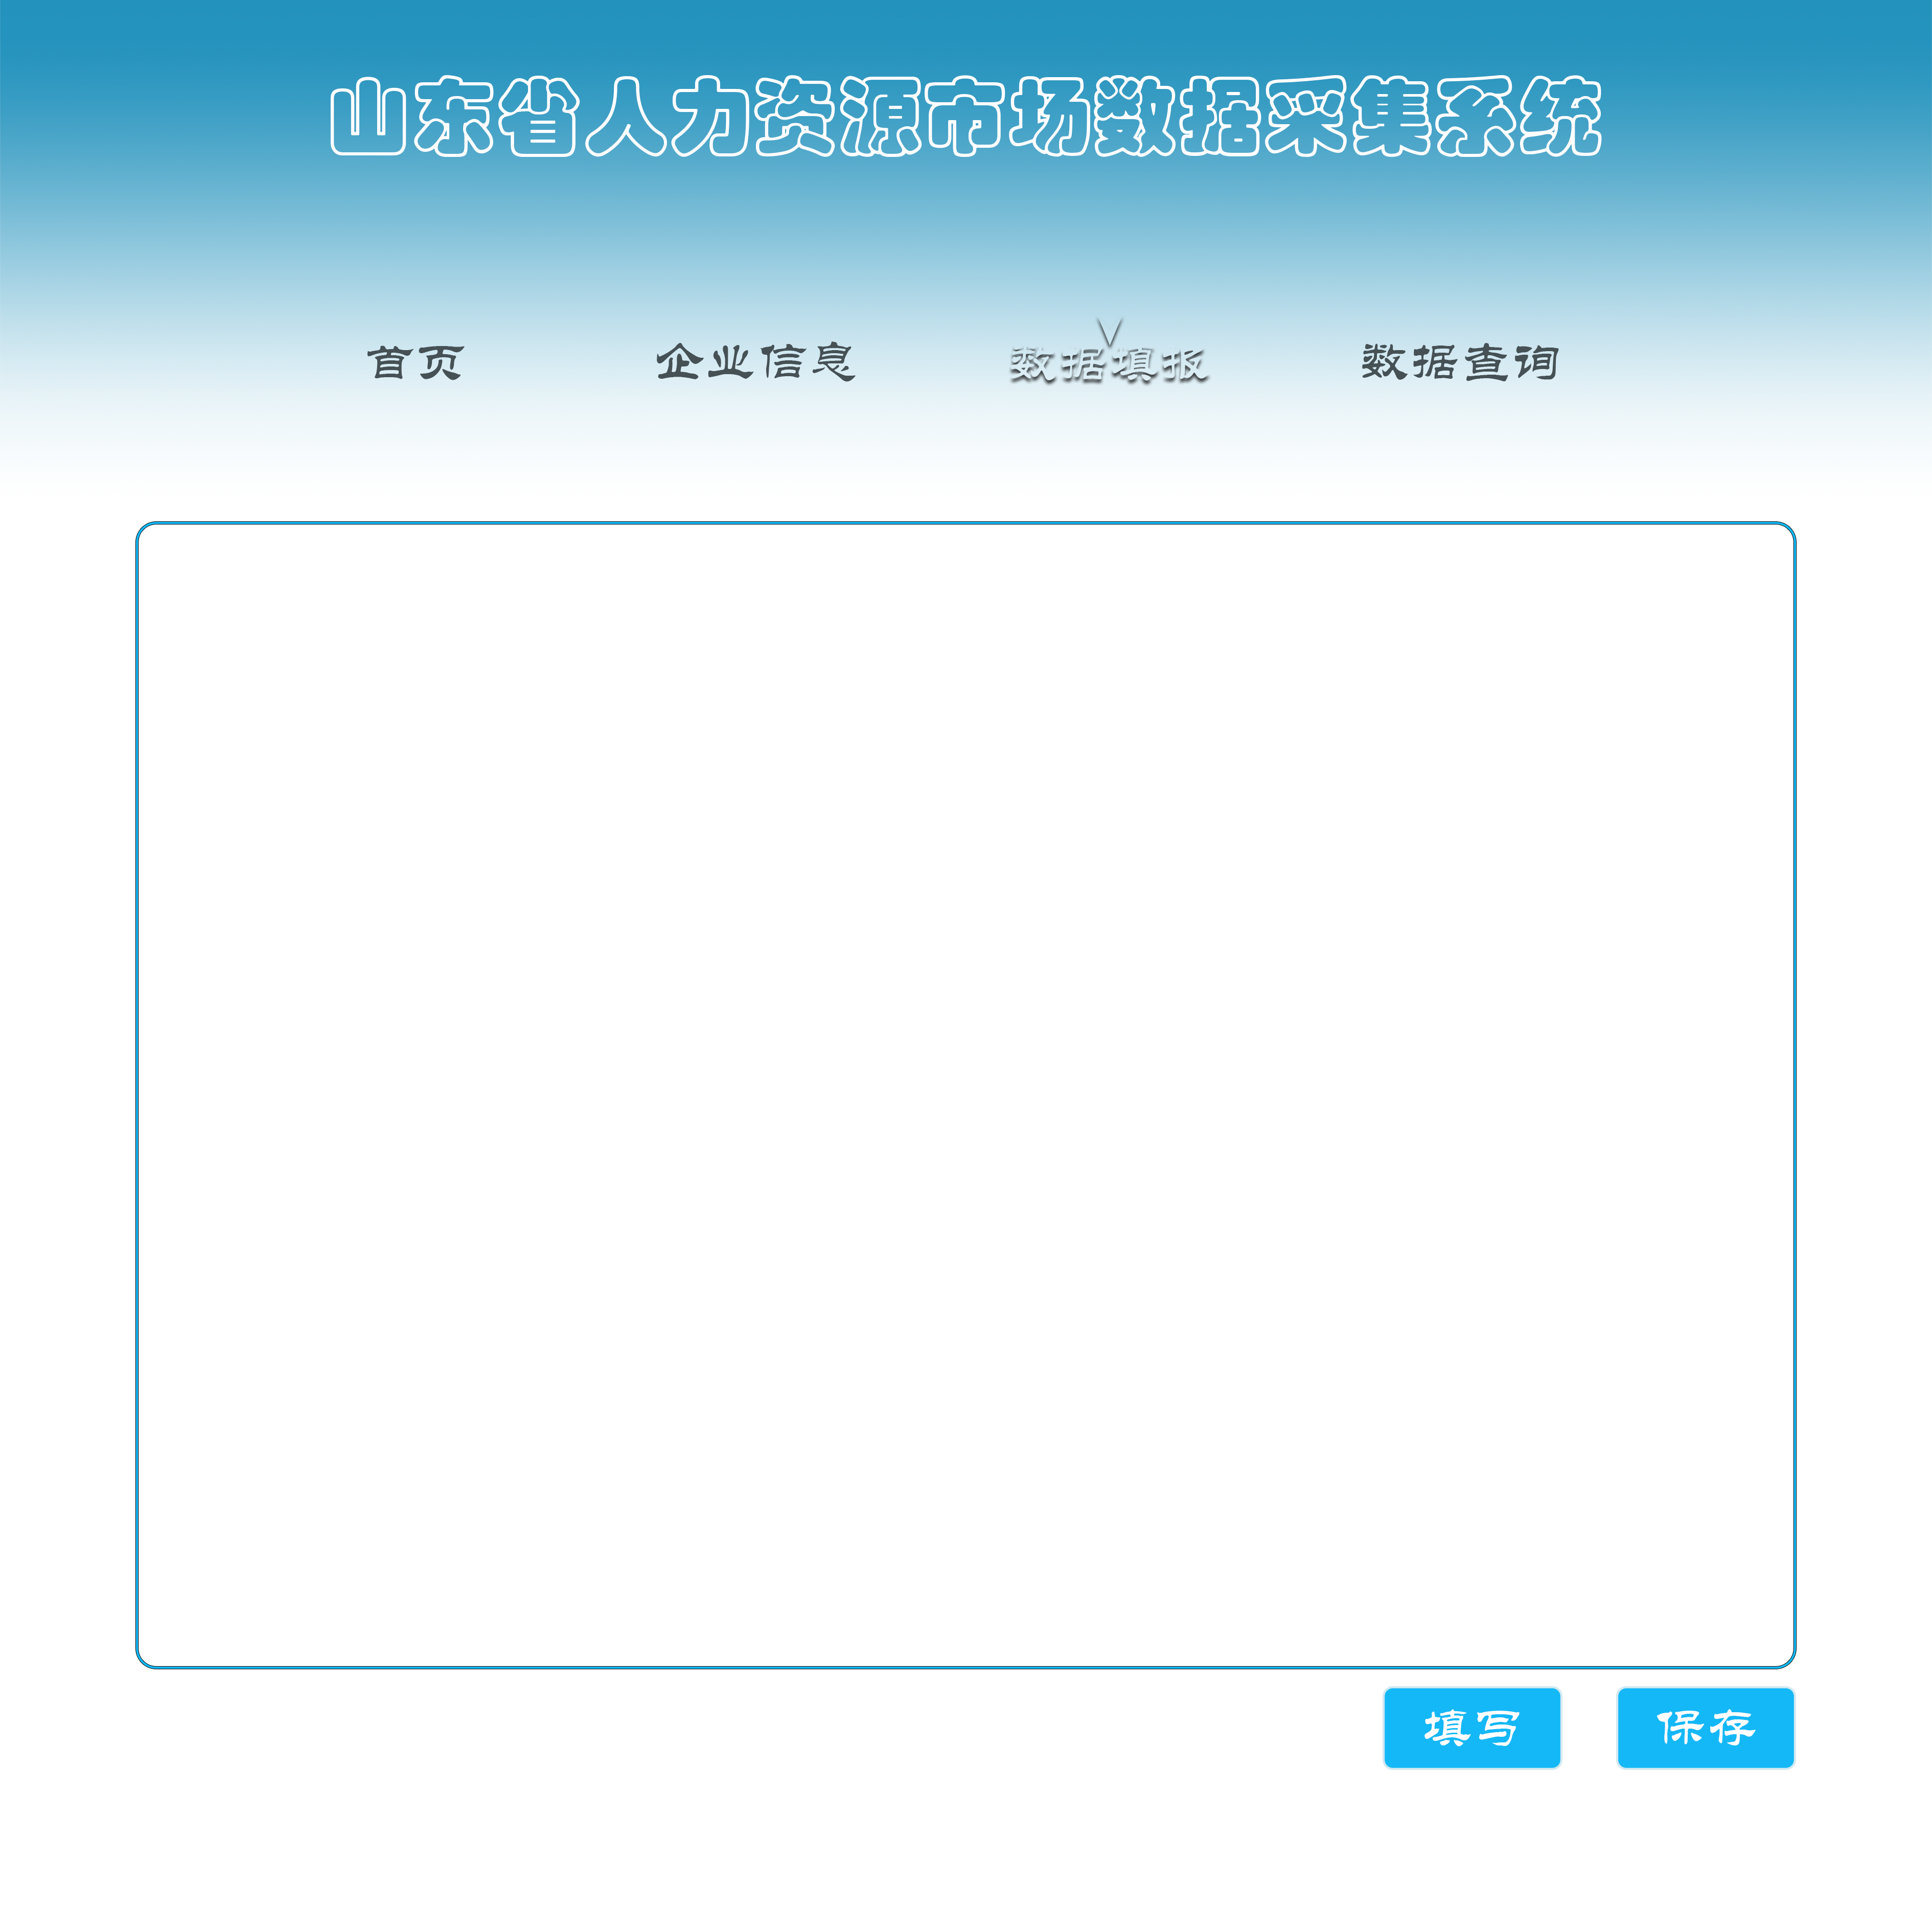 山东省人力资源市场数据采集系统
首页 企业信息 数据填报 数据查询
填写 保存